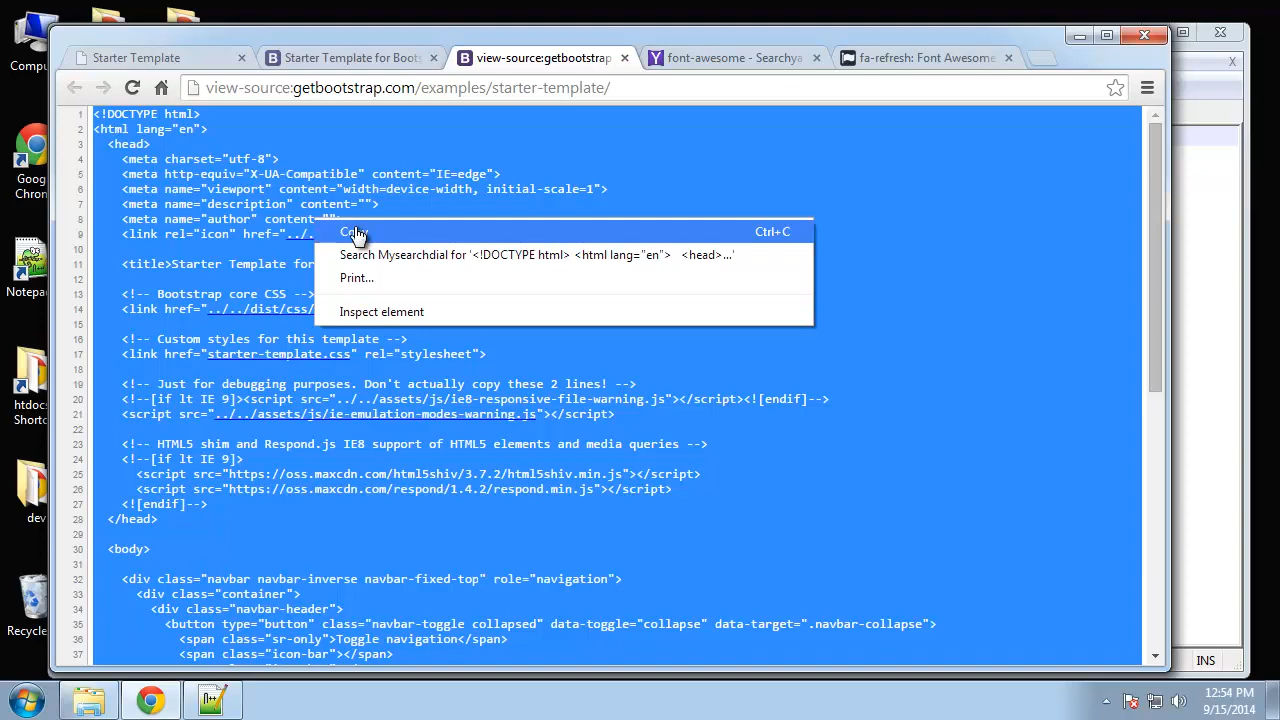 Starter Template
Starter Template for Boots
view-source:getbootstrap
font-awesome - Searchya
fa-refresh: Font Awesome
view-source:getbootstrap.com/examples/starter-template/
Goog
Chron
Notepa
htdoc
Shortc
dev
Recycle
1 <!DOCTYPE html>
2 <html lang="en">
3 <head>
4 <meta charset="utf-8">
5 <meta http-equiv="X-UA-Compatible" content="IE=edge">
6 <meta name="viewport" content="width=device-width, initial-scale=1">
7 <meta name="description" content="">
8 <meta name="author" content="">
9 <link rel="icon" href="../.
10
11 <title>Starter Template for
12
13 <!-- Bootstrap core CSS -->
14 <link href="../../dist/css/
15
16 <!-- Custom styles for this template -->
17 <link href="starter-template.css" rel="stylesheet">
18
19 <!-- Just for debugging purposes. Don't actually copy these 2 lines! -->
20 <!--[if lt IE 9]><script src="../../assets/js/ie8-responsive-file-warning.js"></script><![endif]-->
21 <script src="../../assets/js/ie-emulation-modes-warning.js"></script>
22
23 <!-- HTML5 shim and Respond.js IE8 support of HTML5 elements and media queries -->
24 <!--[if lt IE 9]>
25 <script src="https://oss.maxcdn.com/html5shiv/3.7.2/html5shiv.min.js"></script>
26 <script src="https://oss.maxcdn.com/respond/1.4.2/respond.min.js"></script>
27 <![endif]-->
28 </head>
29
30 <body>
31
32 <div class="navbar navbar-inverse navbar-fixed-top" role="navigation">
33 <div class="container">
34 <div class="navbar-header">
35 <button type="button" class="navbar-toggle collapsed" data-toggle="collapse" data-target=".navbar-collapse">
36 <span class="sr-only">Toggle navigation</span>
37 <span class="icon-bar"></span>
Copy Ctrl+C
Search Mysearchdial for '<!DOCTYPE html> <html lang="en"> <head>...'
Print...
Inspect element
INS
12:54 PM
9/15/2014